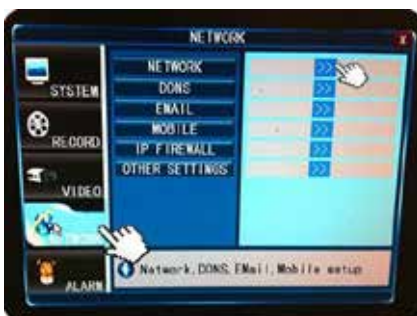 NETWORK
X
SYSTEM
RECORD
VIDEO
ALARM
NETWORK >>
DDNS >>
EMAIL >>
MOBILE >>
IP FIREWALL >>
OTHER SETTINGS >>
Network, DDNS, EMail, Mobile setup